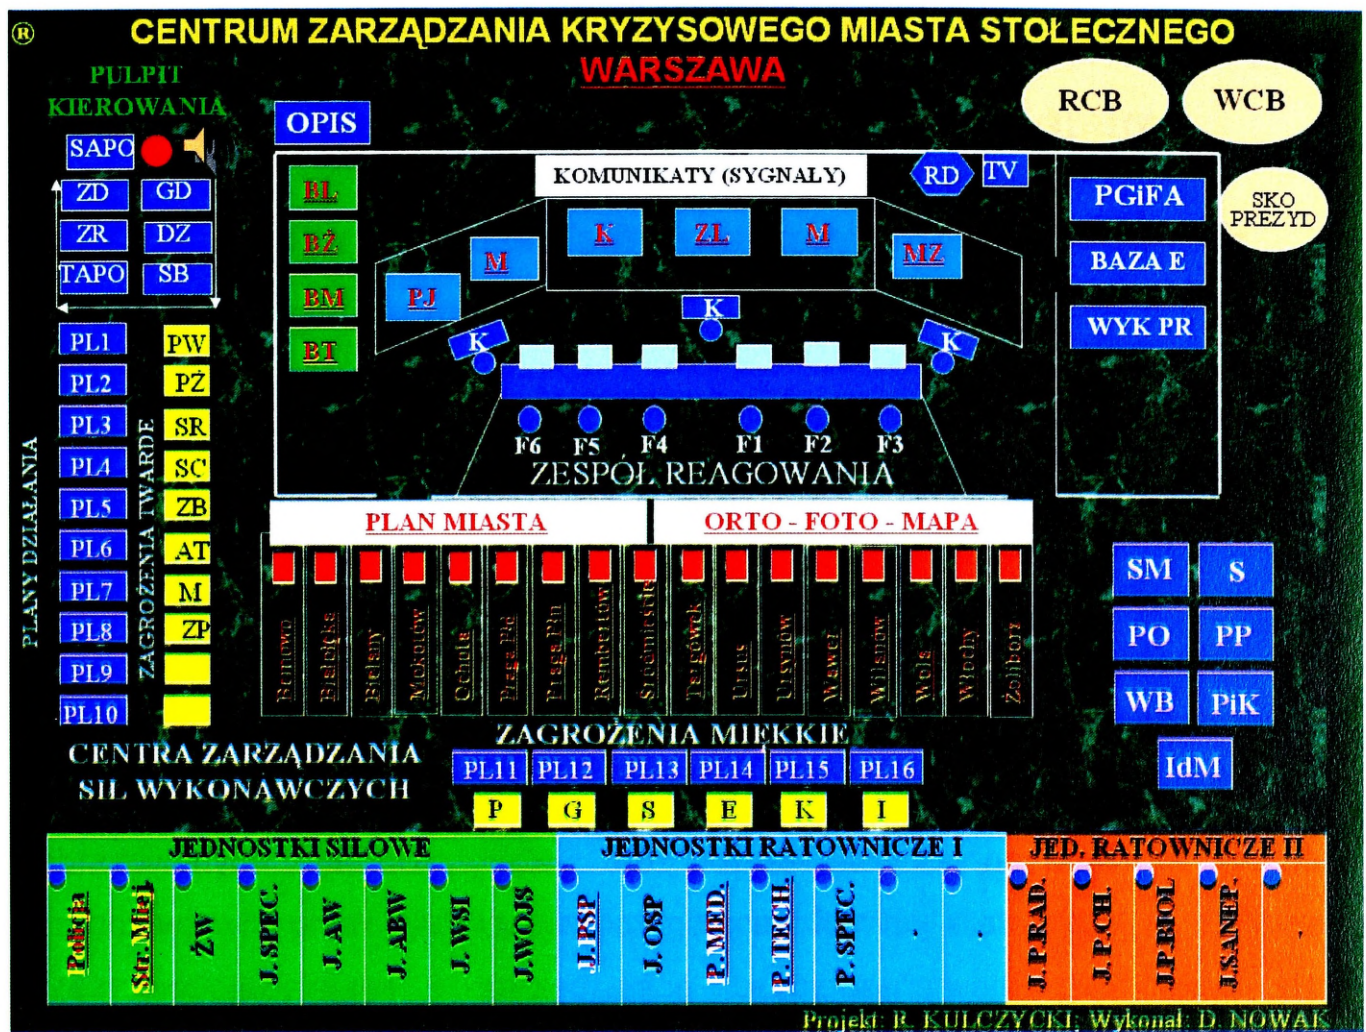 ®
CENTRUM ZARZĄDZANIA KRYZYSOWEGO MIASTA STOŁECZNEGO
WARSZAWA
PULPIT
KIEROWANIA
SAPO
ZD GD
ZR DZ
TAPO SB
OPIS
RCB WCB
SKO
PREZYD
BL
BŻ
BM
BT
KOMUNIKATY (SYGNAŁY)
RD TV
PJ M K ZL M MZ
K K K
F6 F5 F4 F1 F2 F3
ZESPÓŁ REAGOWANIA
PGiFA
BAZA E
WYK PR
PLANY DZIAŁANIA
PL1
PL2
PL3
PL4
PL5
PL6
PL7
PL8
PL9
PL10
ZAGROŻENIA TWARDE
PW
PŻ
SR
SC
ZB
AT
M
ZP
PLAN MIASTA ORTO - FOTO - MAPA
Bemowo
Białołęka
Bielany
Mokotów
Ochota
Praga Płd
Praga Płn
Rembertów
Śródmieście
Targówek
Ursus
Ursynów
Wawer
Wilanów
Wola
Włochy
Żoliborz
SM S
PO PP
WB PiK
IdM
ZAGROŻENIA MIĘKKIE
PL11 PL12 PL13 PL14 PL15 PL16
P G S E K I
CENTRA ZARZĄDZANIA
SIŁ WYKONAWCZYCH
JEDNOSTKI SIŁOWE
Policja
Str. Miej.
ŻW
J. SPEC.
J. AW
J. ABW
J. WSI
J.WOJS
JEDNOSTKI RATOWNICZE I
J. PSP
J. OSP
P. MED.
P. TECH.
P. SPEC.
JED. RATOWNICZE II
J. P.RAD.
J. P.CH.
J.P.BIOL
J.SANEP.
Projekt: R. KULCZYCKI; Wykonał: D. NOWAK